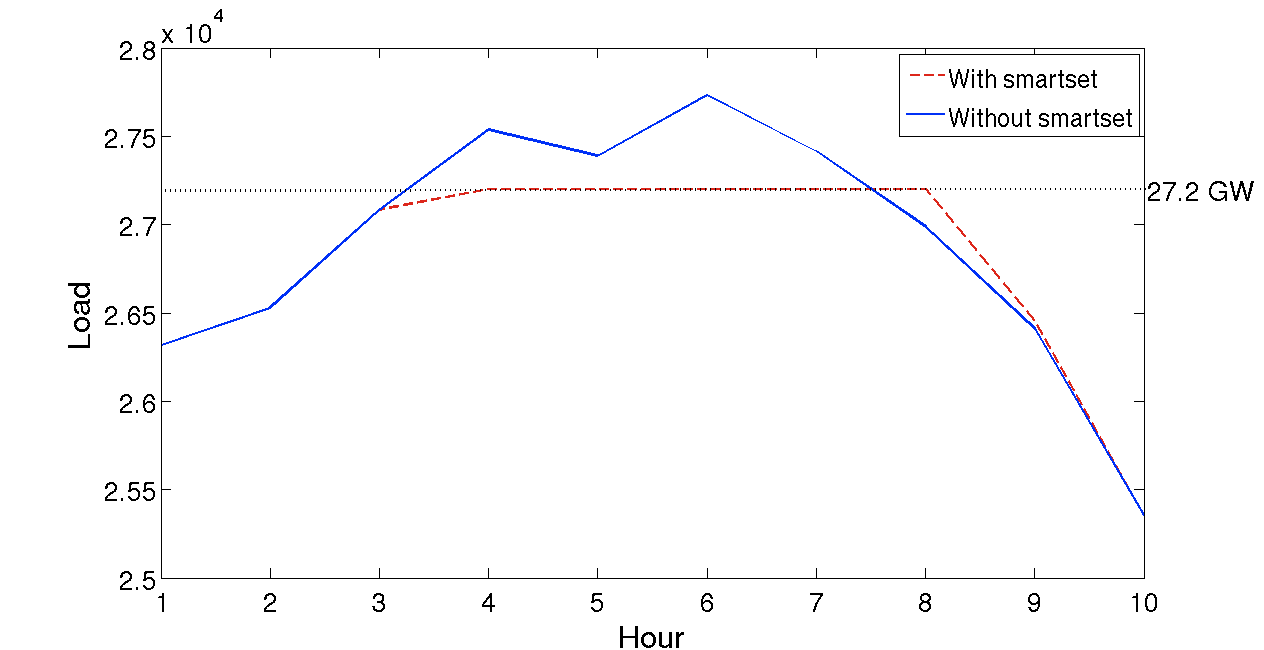 x 10^4
2.8
2.75
2.7
2.65
2.6
2.55
2.5
Load
1 2 3 4 5 6 7 8 9 10
Hour
With smartset
Without smartset
27.2 GW